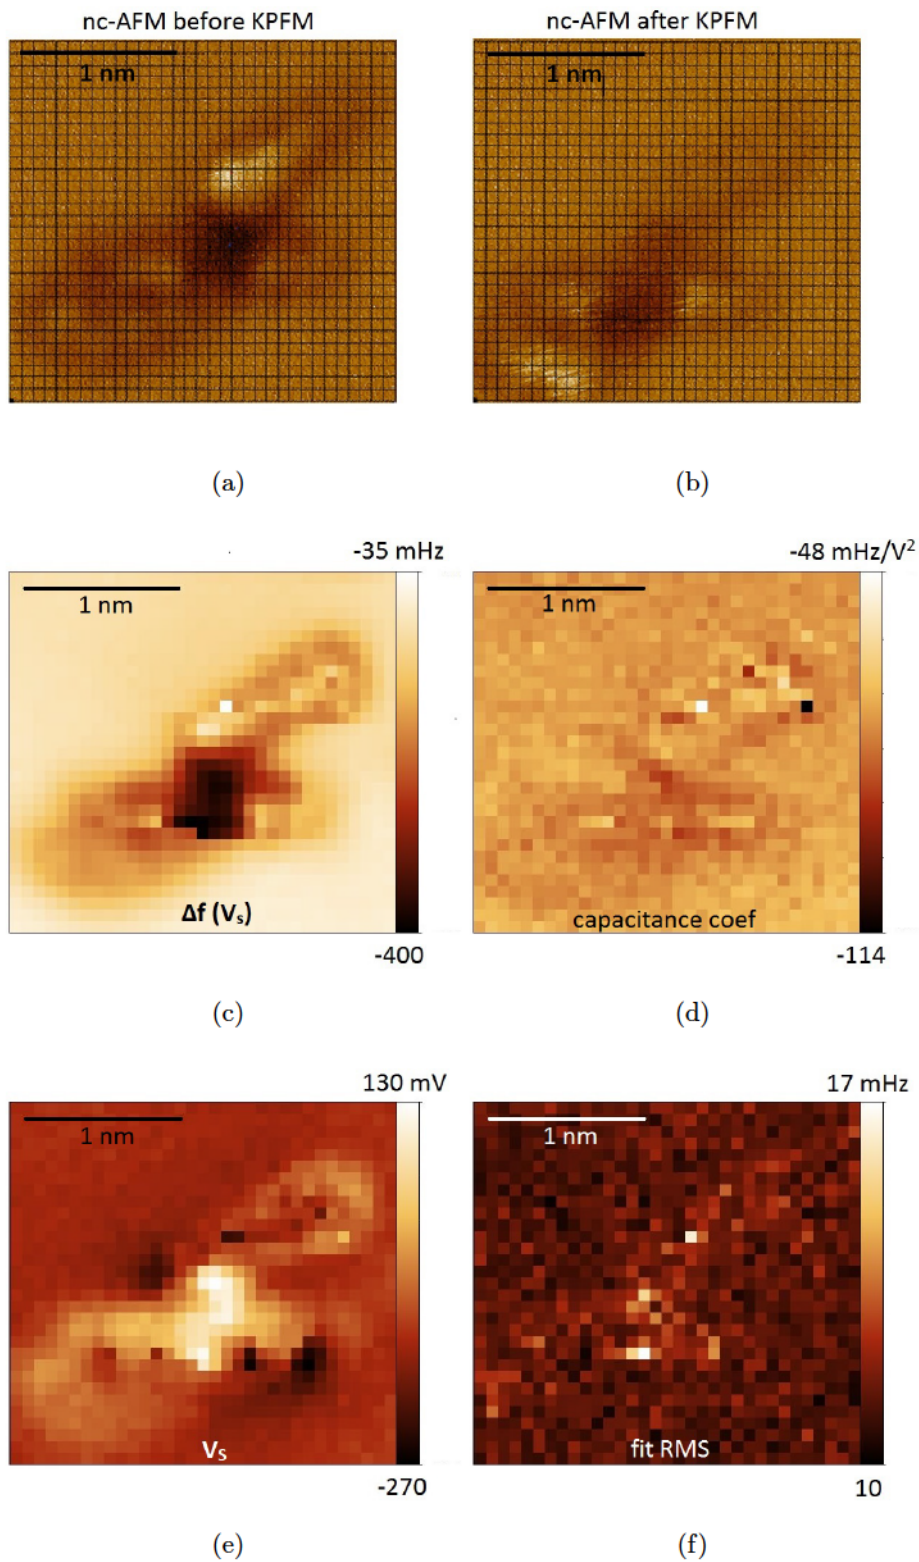 nc-AFM before KPFM
nc-AFM after KPFM
1 nm
1 nm
(a)
(b)
-35 mHz
-48 mHz/V²
1 nm
1 nm
Δf (Vₛ)
capacitance coef
-400
-114
(c)
(d)
130 mV
17 mHz
1 nm
1 nm
Vₛ
fit RMS
-270
10
(e)
(f)